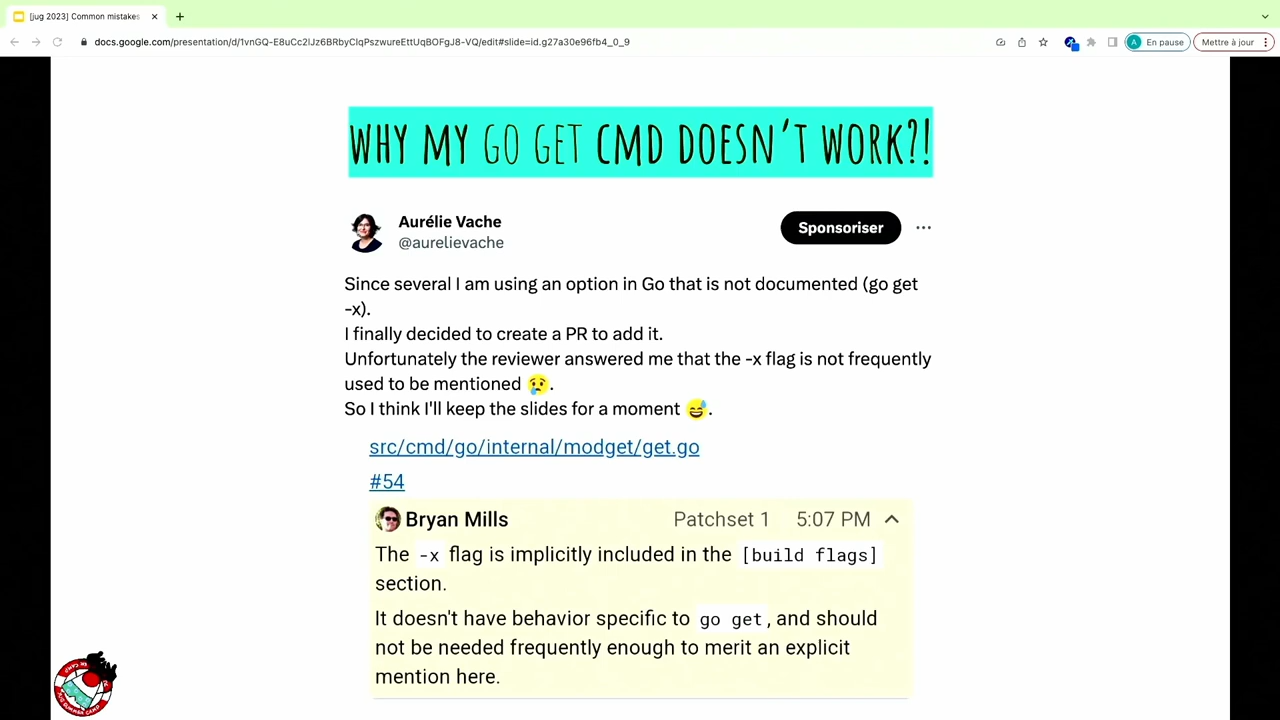 [jug 2023] Common mistakes
docs.google.com/presentation/d/1vnGQ-E8uCc2lJz6BRbyClqPszwureEttUqBOFgJ8-VQ/edit#slide=id.g27a30e96fb4_0_9
A
En pause
Mettre à jour
WHY MY GO GET CMD DOESN'T WORK?!
Aurélie Vache
@aurelievache
Sponsoriser
Since several I am using an option in Go that is not documented (go get
-x).
I finally decided to create a PR to add it.
Unfortunately the reviewer answered me that the -x flag is not frequently
used to be mentioned 😢.
So I think I'll keep the slides for a moment 😅.
src/cmd/go/internal/modget/get.go
#54
Bryan Mills
Patchset 1
5:07 PM
The -x flag is implicitly included in the [build flags]
section.
It doesn't have behavior specific to go get, and should
not be needed frequently enough to merit an explicit
mention here.